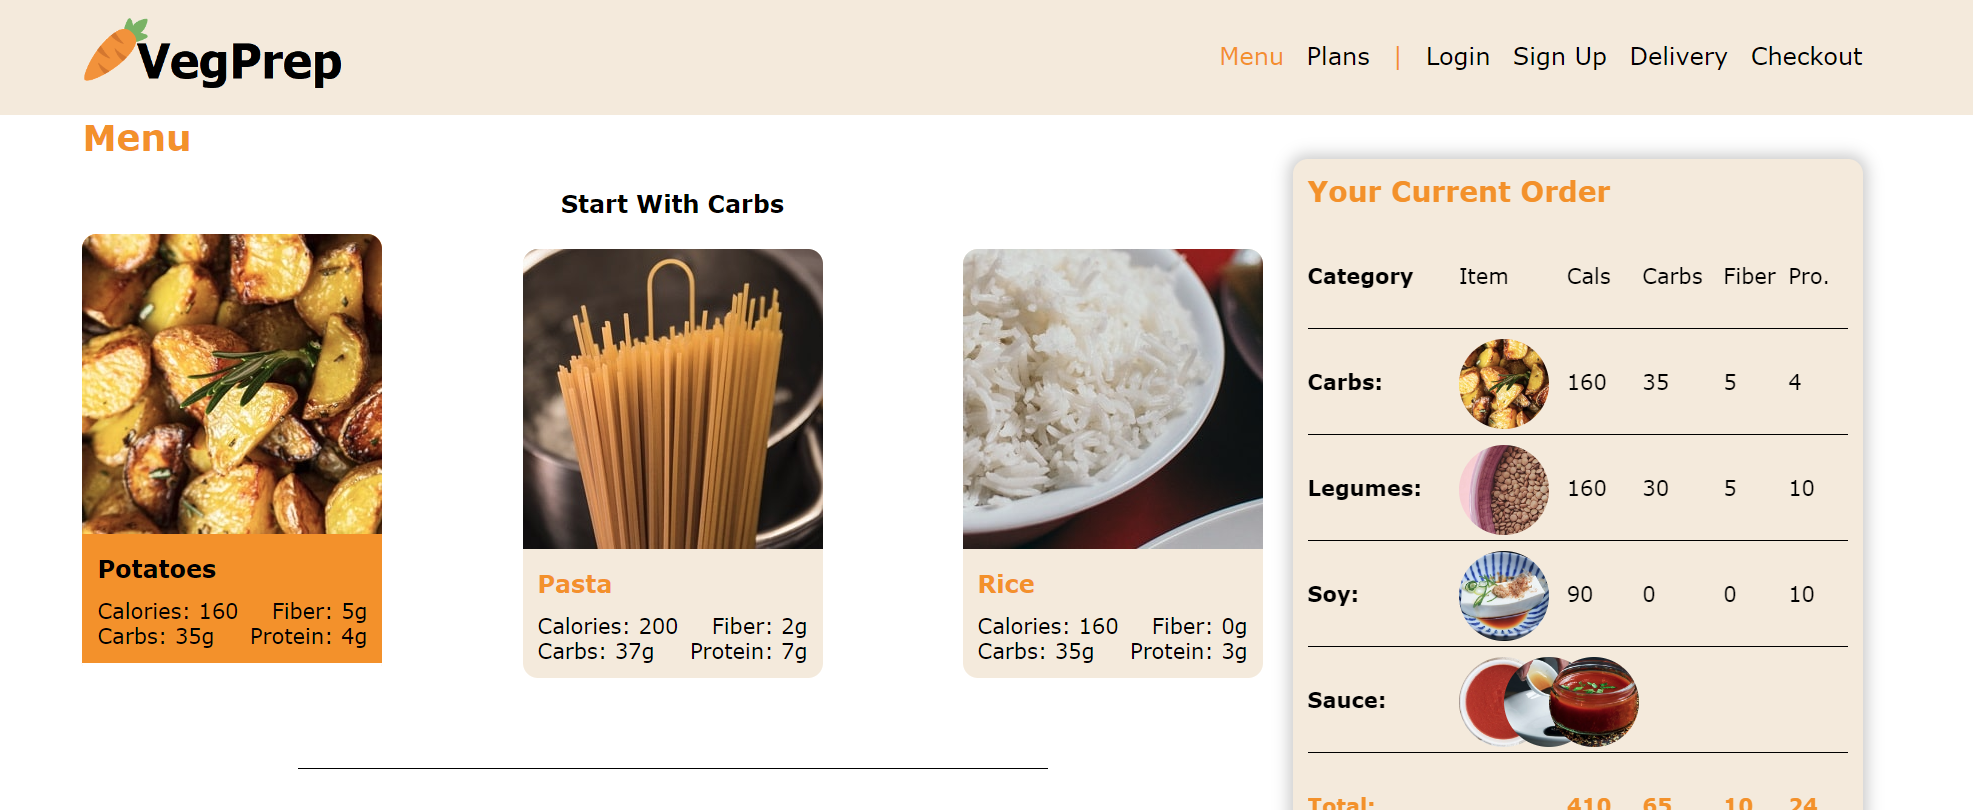 VegPrep
Menu Plans | Login Sign Up Delivery Checkout
Menu
Start With Carbs
Potatoes
Calories: 160 Fiber: 5g
Carbs: 35g Protein: 4g
Pasta
Calories: 200 Fiber: 2g
Carbs: 37g Protein: 7g
Rice
Calories: 160 Fiber: 0g
Carbs: 35g Protein: 3g
Your Current Order
Category Item Cals Carbs Fiber Pro.
Carbs: 160 35 5 4
Legumes: 160 30 5 10
Soy: 90 0 0 10
Sauce:
Total: 410 65 10 24